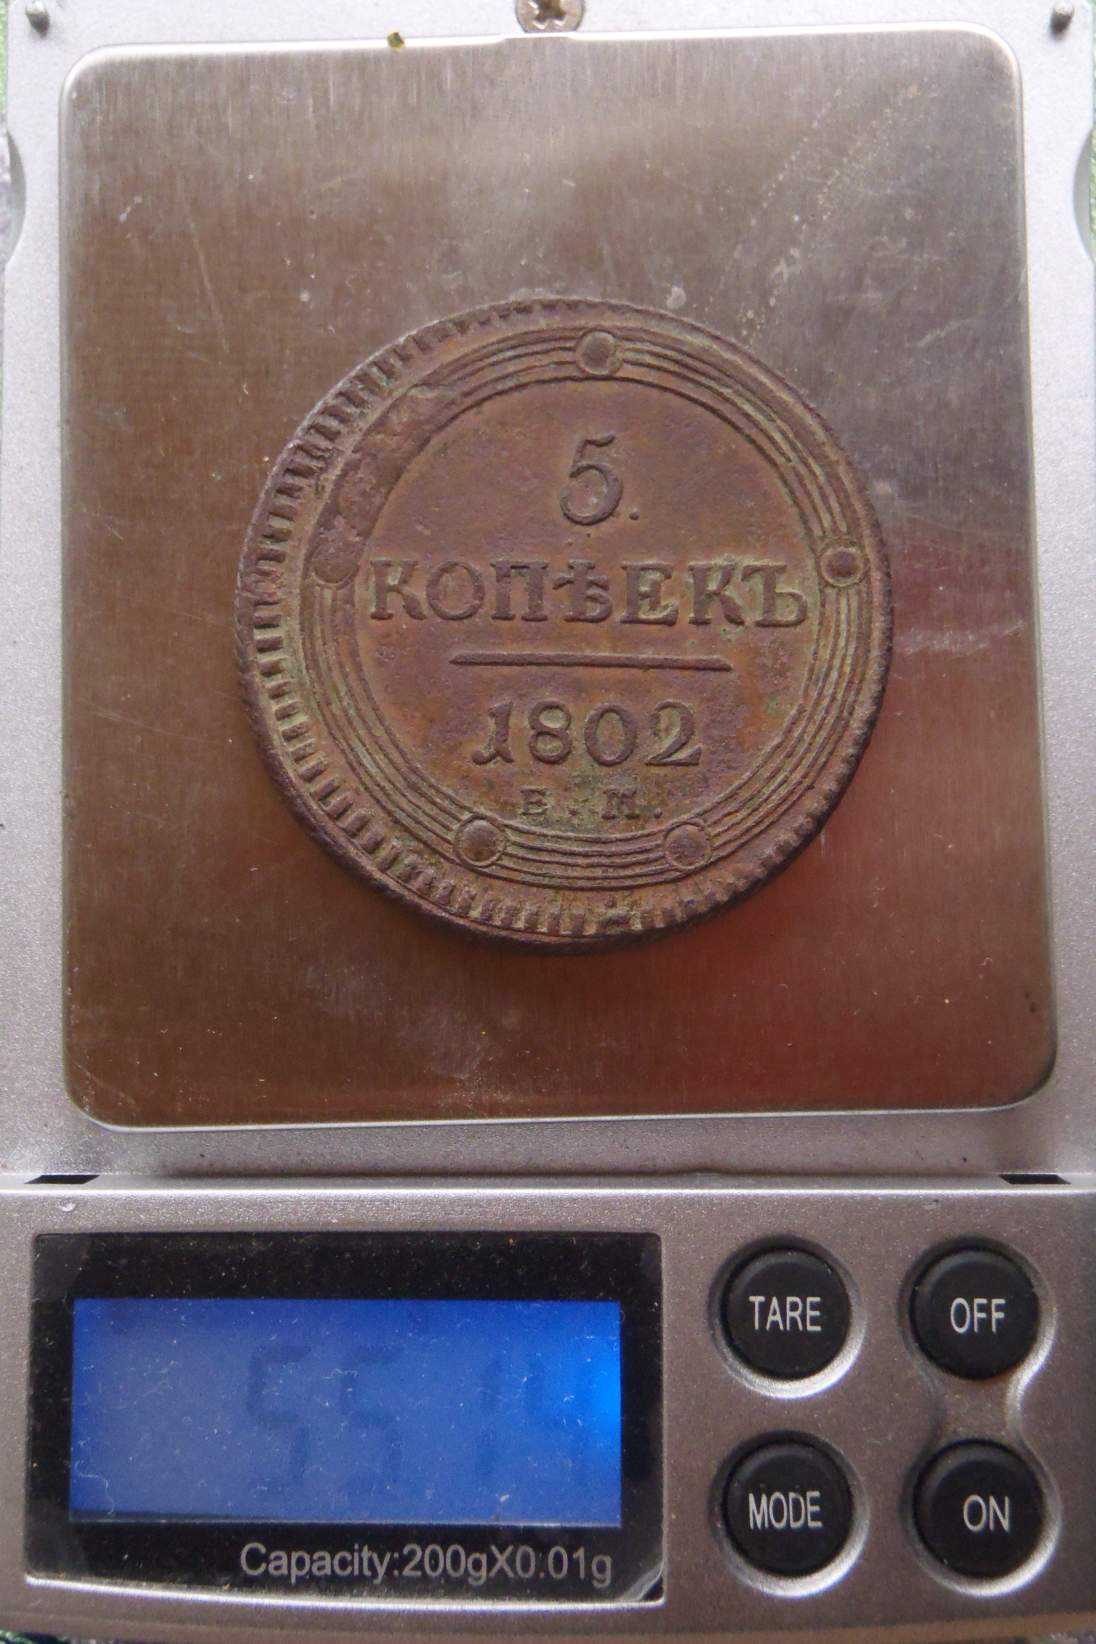 5.
КОПѢЕКЪ
1802
Е. М.
55.14
TARE
OFF
MODE
ON
Capacity:200gX0.01g